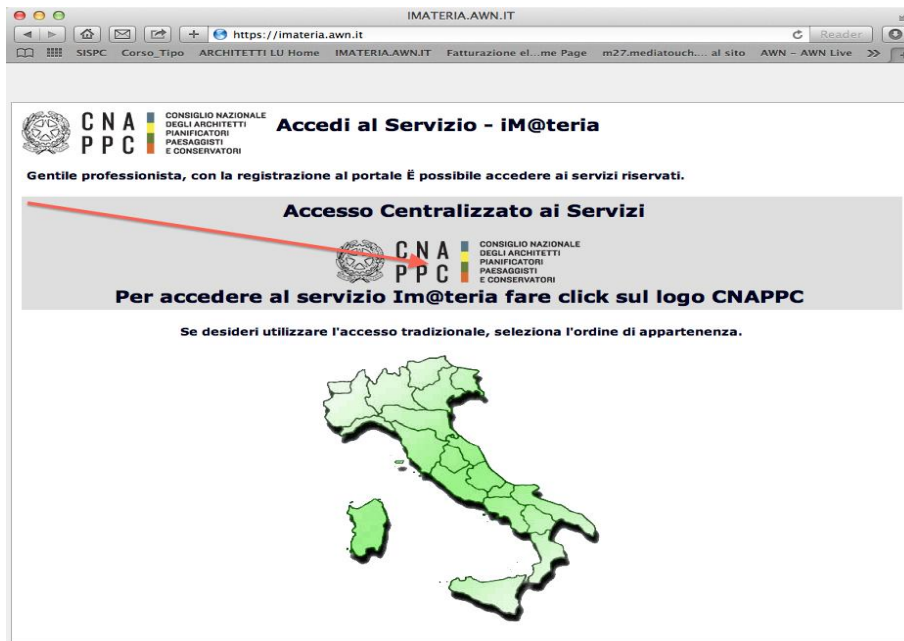 IMATERIA.AWN.IT
https://imateria.awn.it
Reader
SISPC Corso_Tipo ARCHITETTI LU Home IMATERIA.AWN.IT Fatturazione el...me Page m27.mediatouch.... al sito AWN – AWN Live >>
CNA
PPC
CONSIGLIO NAZIONALE
DEGLI ARCHITETTI
PIANIFICATORI
PAESAGGISTI
E CONSERVATORI
Accedi al Servizio - iM@teria
Gentile professionista, con la registrazione al portale Ë possibile accedere ai servizi riservati.
Accesso Centralizzato ai Servizi
CNA
PPC
CONSIGLIO NAZIONALE
DEGLI ARCHITETTI
PIANIFICATORI
PAESAGGISTI
E CONSERVATORI
Per accedere al servizio Im@teria fare click sul logo CNAPPC
Se desideri utilizzare l'accesso tradizionale, seleziona l'ordine di appartenenza.